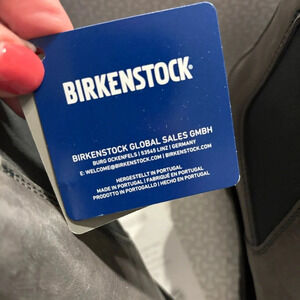 BIRKENSTOCK®
BIRKENSTOCK GLOBAL SALES GMBH
BURG OCKENFELS | 53545 LINZ | GERMANY
E: WELCOME@BIRKENSTOCK.COM | BIRKENSTOCK.COM
HERGESTELLT IN PORTUGAL
MADE IN PORTUGAL | FABRIQUÉ EN PORTUGAL
PRODOTTO IN PORTOGALLO | HECHO EN PORTUGAL